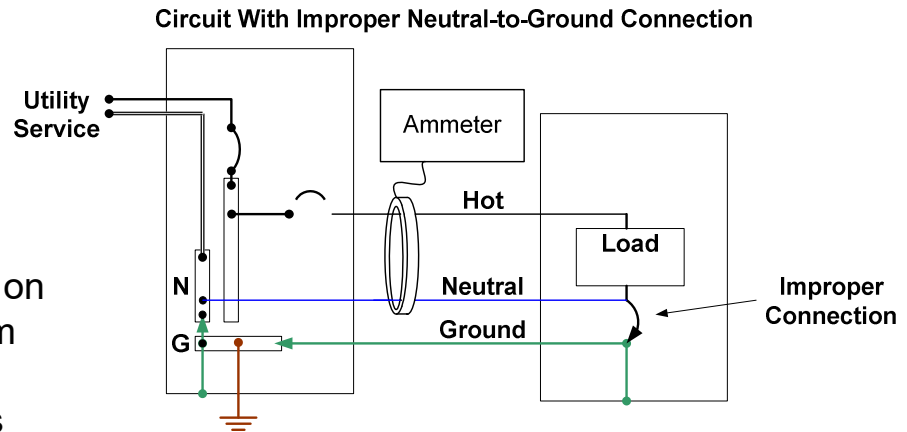 Circuit With Improper Neutral-to-Ground Connection
Utility
Service
Ammeter
Hot
Load
on
N
Neutral
Improper
Connection
Ground
G